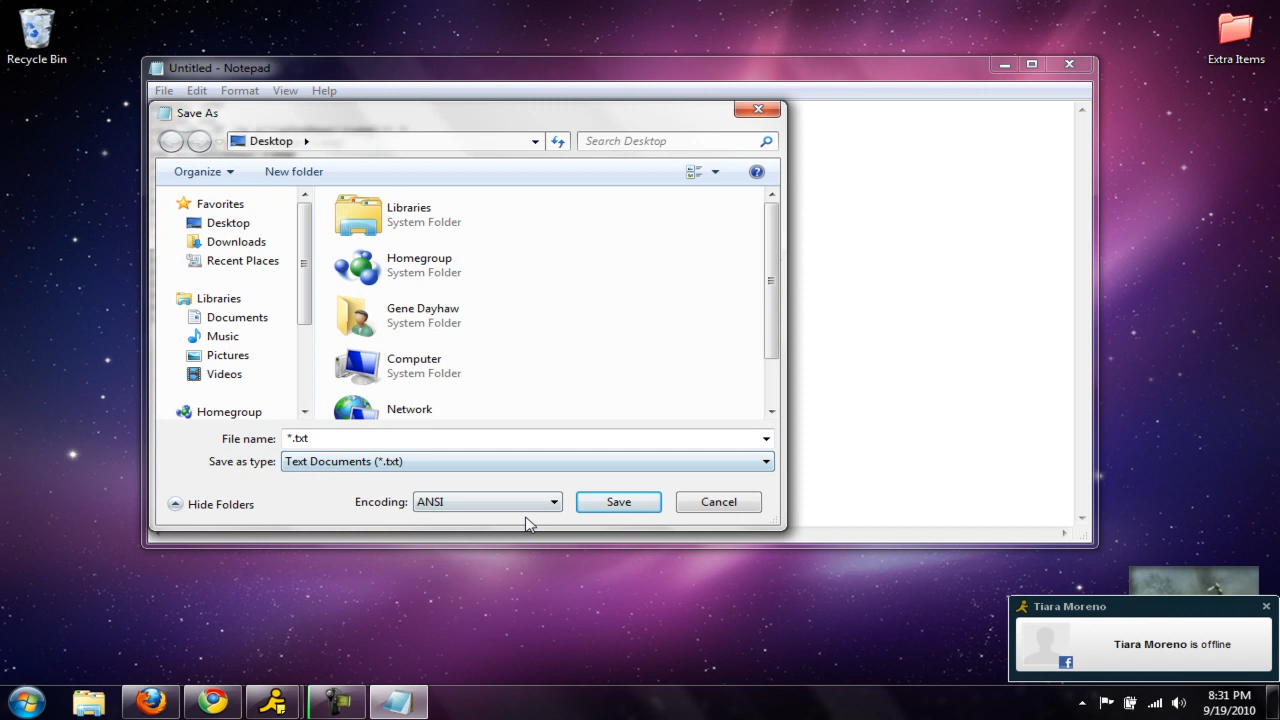 Recycle Bin
Extra Items
Untitled - Notepad
File Edit Format View Help
Save As
Desktop
Search Desktop
Organize New folder
Favorites
Desktop
Downloads
Recent Places
Libraries
Documents
Music
Pictures
Videos
Homegroup
Libraries
System Folder
Homegroup
System Folder
Gene Dayhaw
System Folder
Computer
System Folder
Network
File name: *.txt
Save as type: Text Documents (*.txt)
Hide Folders
Encoding: ANSI
Save
Cancel
Tiara Moreno
Tiara Moreno is offline
8:31 PM
9/19/2010